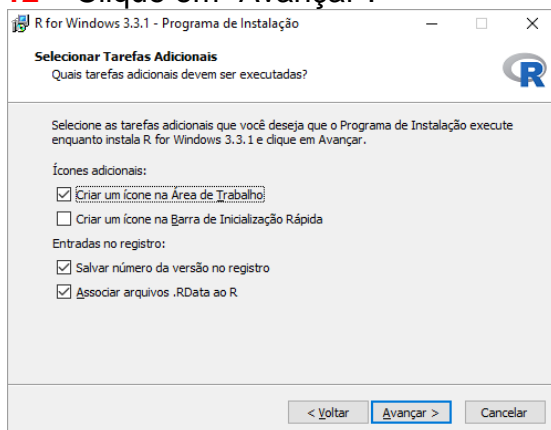 Clique em "Avançar".
R for Windows 3.3.1 - Programa de Instalação
Selecionar Tarefas Adicionais
Quais tarefas adicionais devem ser executadas?
R
Selecione as tarefas adicionais que você deseja que o Programa de Instalação execute
enquanto instala R for Windows 3.3.1 e clique em Avançar.
Ícones adicionais:
Criar um ícone na Área de Trabalho
Criar um ícone na Barra de Inicialização Rápida
Entradas no registro:
Salvar número da versão no registro
Associar arquivos .RData ao R
< Voltar Avançar > Cancelar